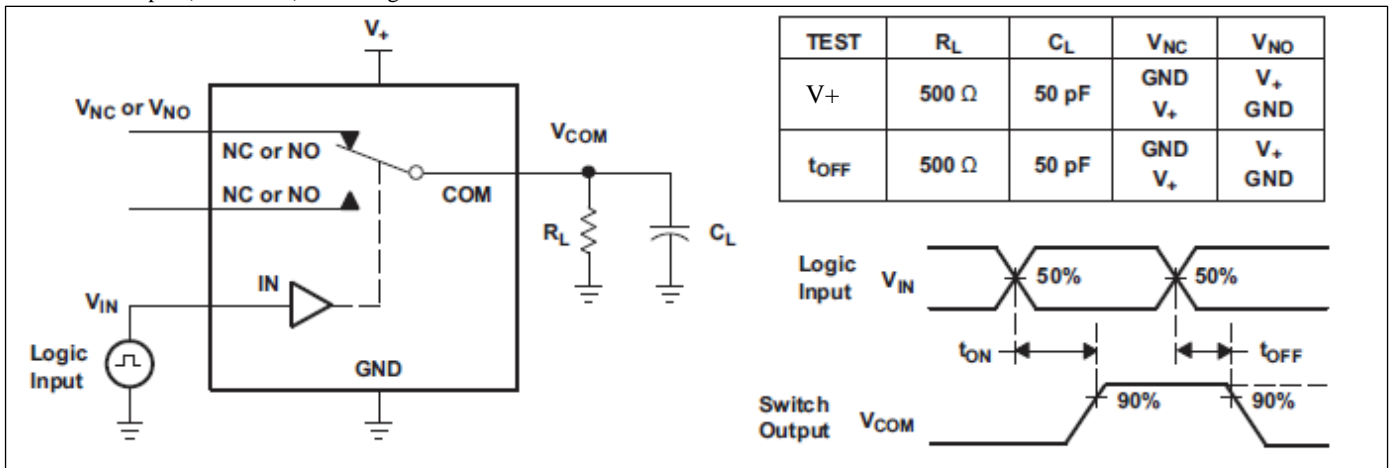 V+
VNC or VNO
NC or NO
NC or NO
COM
VCOM
RL
CL
IN
VIN
Logic
Input
GND
TEST RL CL VNC VNO
V+ 500 Ω 50 pF GND V+
V+ GND
tOFF 500 Ω 50 pF GND V+
V+ GND
Logic
Input
VIN
50%
50%
tON
tOFF
Switch
Output
VCOM
90%
90%